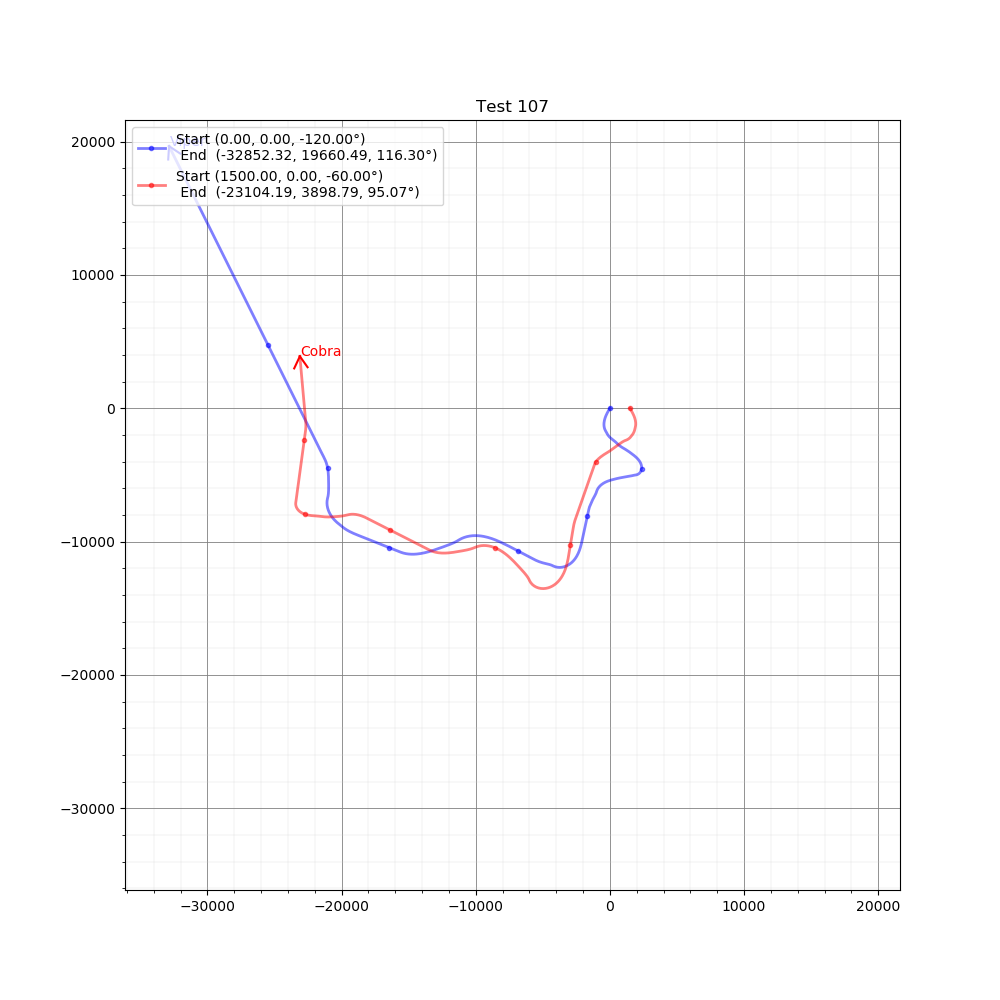 Test 107
Start (0.00, 0.00, -120.00°)
End (-32852.32, 19660.49, 116.30°)
Start (1500.00, 0.00, -60.00°)
End (-23104.19, 3898.79, 95.07°)
Cobra
20000
10000
0
−10000
−20000
−30000
−30000
−20000
−10000
0
10000
20000